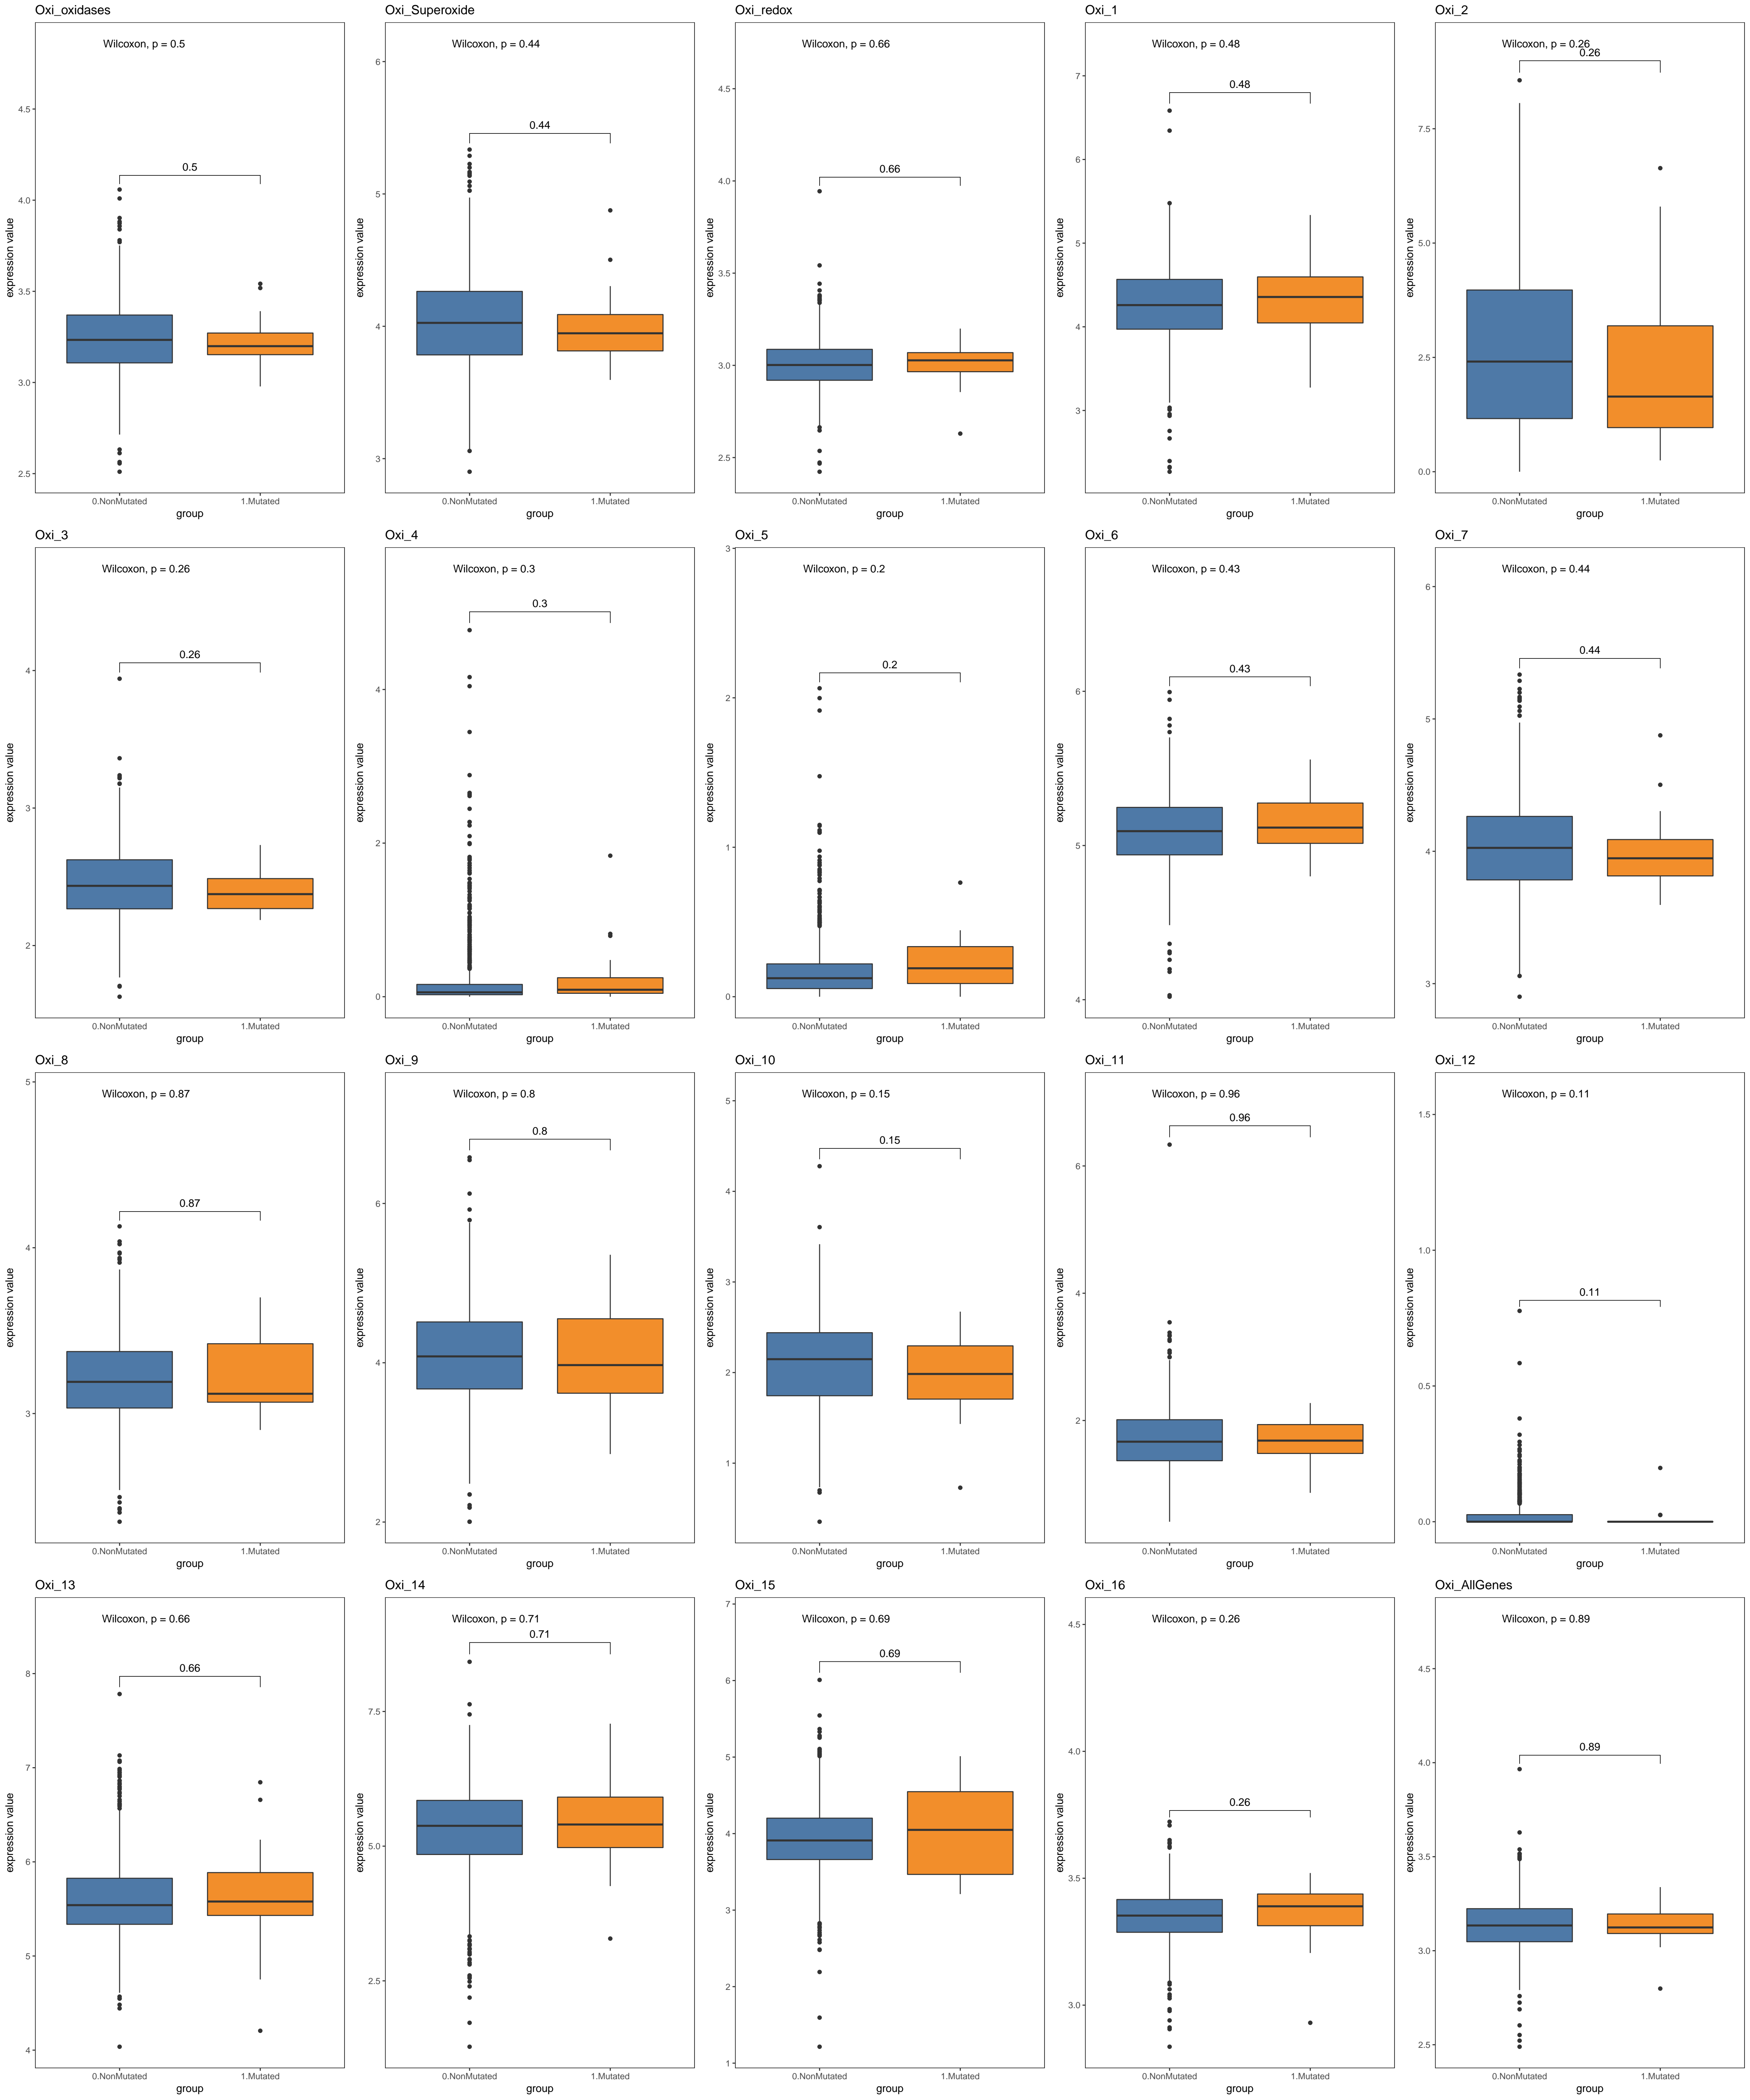 Oxi_oxidases
Wilcoxon, p = 0.5
0.5
4.5
4.0
3.5
3.0
2.5
expression value
0.NonMutated 1.Mutated
group
Oxi_Superoxide
Wilcoxon, p = 0.44
0.44
6
5
4
3
expression value
0.NonMutated 1.Mutated
group
Oxi_redox
Wilcoxon, p = 0.66
0.66
4.5
4.0
3.5
3.0
2.5
expression value
0.NonMutated 1.Mutated
group
Oxi_1
Wilcoxon, p = 0.48
0.48
7
6
5
4
3
expression value
0.NonMutated 1.Mutated
group
Oxi_2
Wilcoxon, p = 0.26
0.26
7.5
5.0
2.5
0.0
expression value
0.NonMutated 1.Mutated
group
Oxi_3
Wilcoxon, p = 0.26
0.26
4
3
2
expression value
0.NonMutated 1.Mutated
group
Oxi_4
Wilcoxon, p = 0.3
0.3
4
2
0
expression value
0.NonMutated 1.Mutated
group
Oxi_5
Wilcoxon, p = 0.2
0.2
3
2
1
0
expression value
0.NonMutated 1.Mutated
group
Oxi_6
Wilcoxon, p = 0.43
0.43
6
5
4
expression value
0.NonMutated 1.Mutated
group
Oxi_7
Wilcoxon, p = 0.44
0.44
6
5
4
3
expression value
0.NonMutated 1.Mutated
group
Oxi_8
Wilcoxon, p = 0.87
0.87
5
4
3
expression value
0.NonMutated 1.Mutated
group
Oxi_9
Wilcoxon, p = 0.8
0.8
6
4
2
expression value
0.NonMutated 1.Mutated
group
Oxi_10
Wilcoxon, p = 0.15
0.15
5
4
3
2
1
expression value
0.NonMutated 1.Mutated
group
Oxi_11
Wilcoxon, p = 0.96
0.96
6
4
2
expression value
0.NonMutated 1.Mutated
group
Oxi_12
Wilcoxon, p = 0.11
0.11
1.5
1.0
0.5
0.0
expression value
0.NonMutated 1.Mutated
group
Oxi_13
Wilcoxon, p = 0.66
0.66
8
7
6
5
4
expression value
0.NonMutated 1.Mutated
group
Oxi_14
Wilcoxon, p = 0.71
0.71
7.5
5.0
2.5
expression value
0.NonMutated 1.Mutated
group
Oxi_15
Wilcoxon, p = 0.69
0.69
7
6
5
4
3
2
1
expression value
0.NonMutated 1.Mutated
group
Oxi_16
Wilcoxon, p = 0.26
0.26
4.5
4.0
3.5
3.0
expression value
0.NonMutated 1.Mutated
group
Oxi_AllGenes
Wilcoxon, p = 0.89
0.89
4.5
4.0
3.5
3.0
2.5
expression value
0.NonMutated 1.Mutated
group